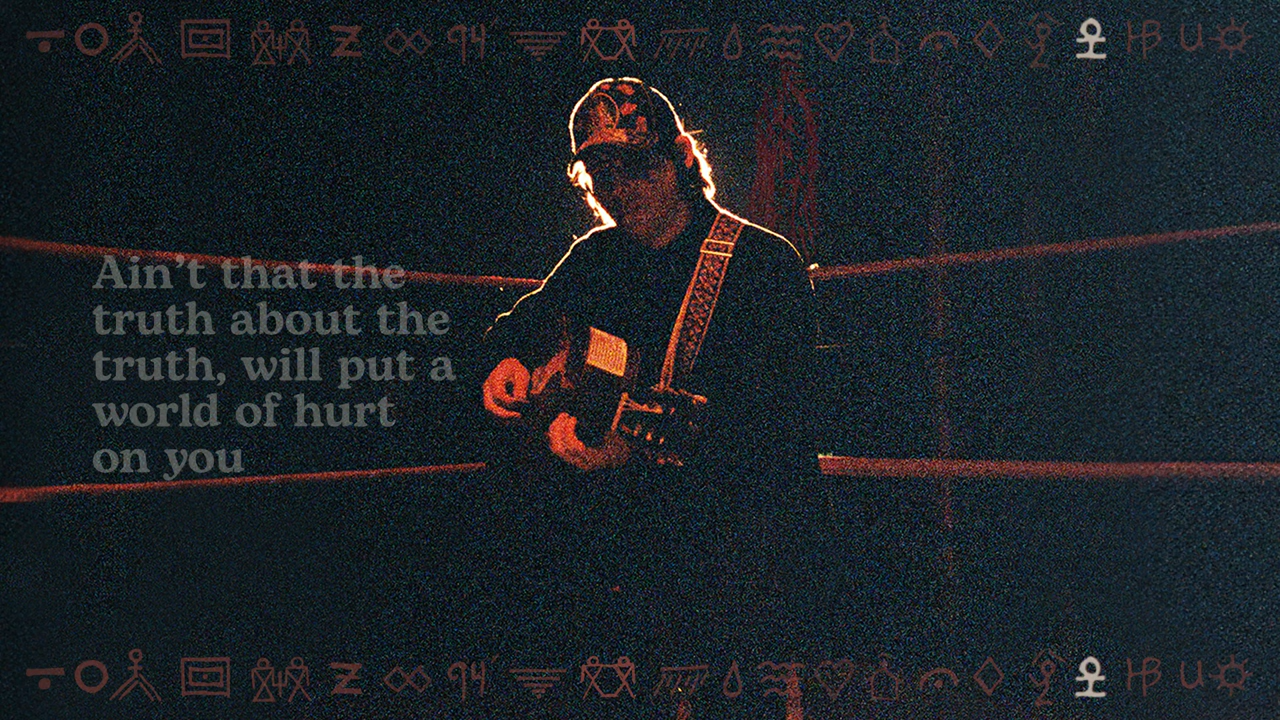 Ain't that the
truth about the
truth, will put a
world of hurt
on you